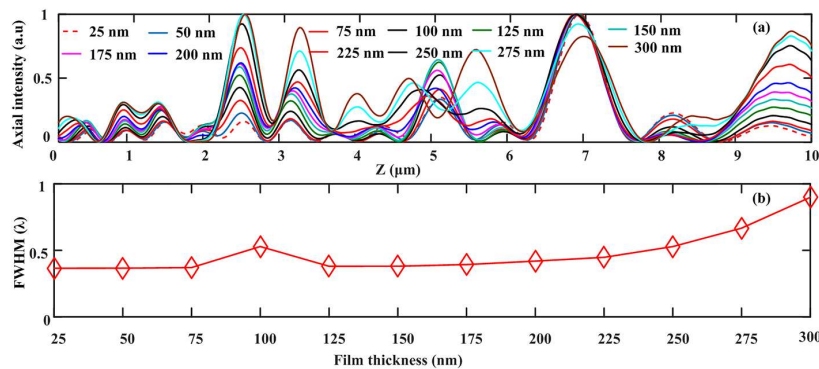 1
(a)
25 nm
50 nm
75 nm
100 nm
125 nm
150 nm
175 nm
200 nm
225 nm
250 nm
275 nm
300 nm
0.5
0
Axial intensity (a.u)
0 1 2 3 4 5 6 7 8 9 10
Z (μm)
1
(b)
0.5
0
FWHM (λ)
25 50 75 100 125 150 175 200 225 250 275 300
Film thickness (nm)